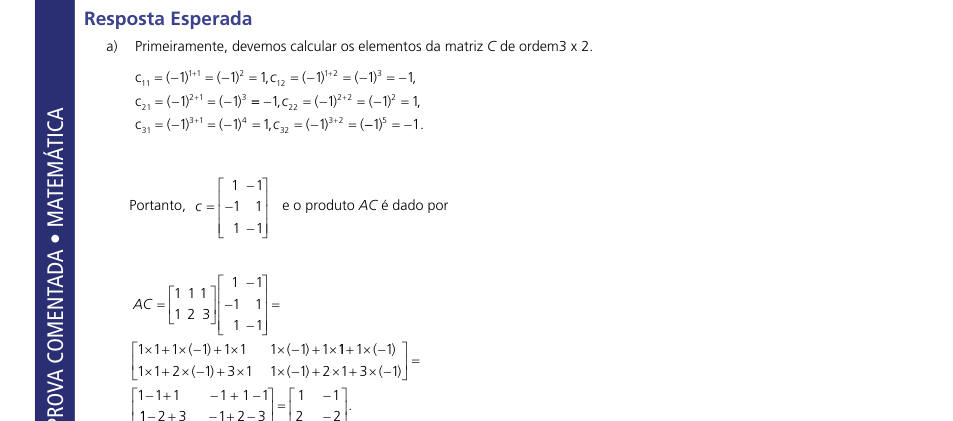 Resposta Esperada
a) Primeiramente, devemos calcular os elementos da matriz C de ordem3 x 2.
c₁₁ = (−1)¹⁺¹ = (−1)² = 1, c₁₂ = (−1)¹⁺² = (−1)³ = −1,
c₂₁ = (−1)²⁺¹ = (−1)³ = −1, c₂₂ = (−1)²⁺² = (−1)² = 1,
c₃₁ = (−1)³⁺¹ = (−1)⁴ = 1, c₃₂ = (−1)³⁺² = (−1)⁵ = −1.
1 −1
Portanto, c = −1 1 e o produto AC é dado por
1 −1
1 −1
1 1 1
AC = −1 1 =
1 2 3
1 −1
1×1+1×(−1)+1×1 1×(−1)+1×1+1×(−1)
=
1×1+2×(−1)+3×1 1×(−1)+2×1+3×(−1)
1−1+1 −1+1−1 1 −1
= .
1−2+3 −1+2−3 2 −2
PROVA COMENTADA • MATEMÁTICA